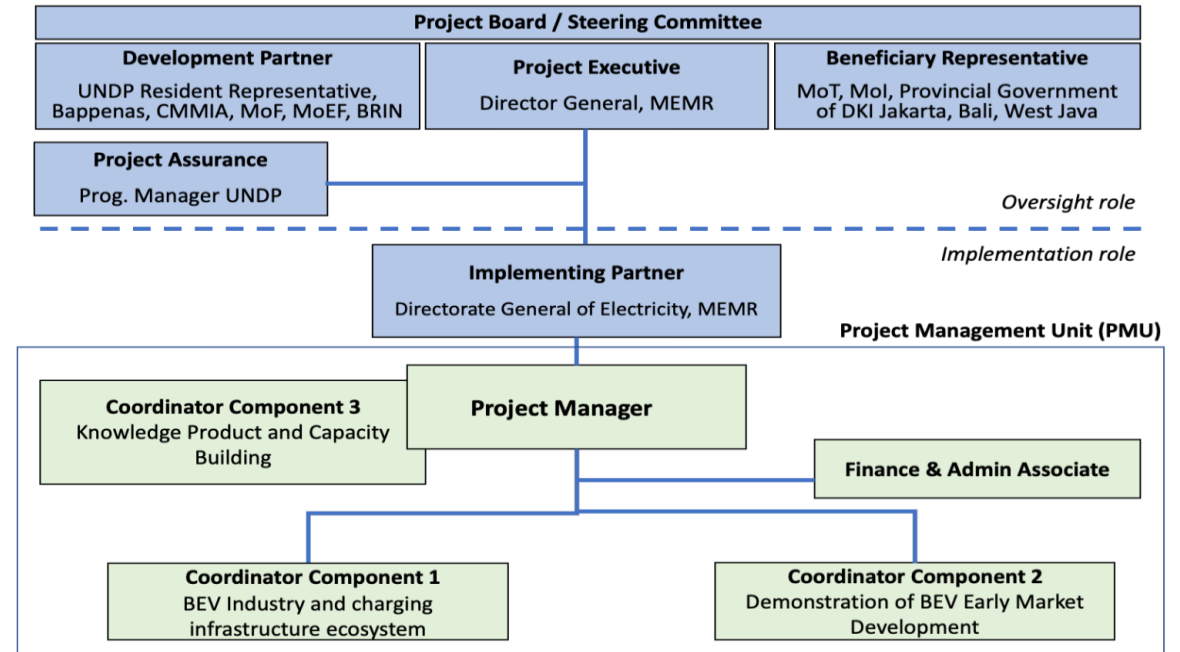 Project Board / Steering Committee
Development Partner
UNDP Resident Representative,
Bappenas, CMMIA, MoF, MoEF, BRIN
Project Executive
Director General, MEMR
Beneficiary Representative
MoT, MoI, Provincial Government
of DKI Jakarta, Bali, West Java
Project Assurance
Prog. Manager UNDP
Oversight role
Implementation role
Implementing Partner
Directorate General of Electricity, MEMR
Project Management Unit (PMU)
Project Manager
Coordinator Component 3
Knowledge Product and Capacity
Building
Finance & Admin Associate
Coordinator Component 1
BEV Industry and charging
infrastructure ecosystem
Coordinator Component 2
Demonstration of BEV Early Market
Development